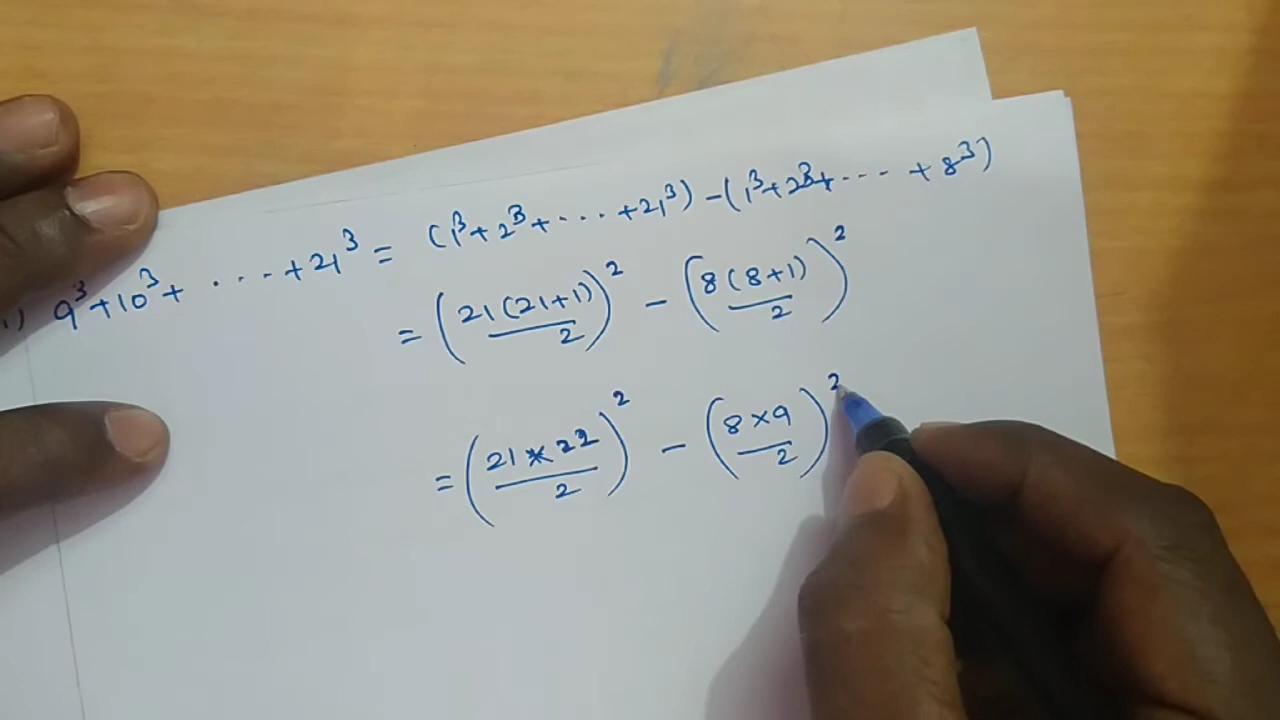 1) 9³+10³+ ....+21³ = (1³+2³+...+21³)-(1³+2³+...+8³)
= (21(21+1)/2)² - (8(8+1)/2)²
= (21×22/2)² - (8×9/2)²